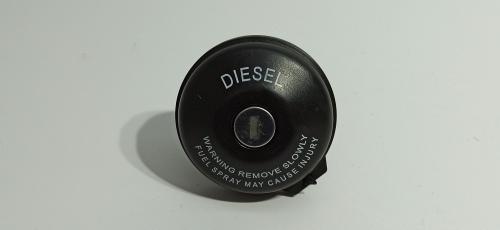 DIESEL
WARNING REMOVE SLOWLY
FUEL SPRAY MAY CAUSE INJURY